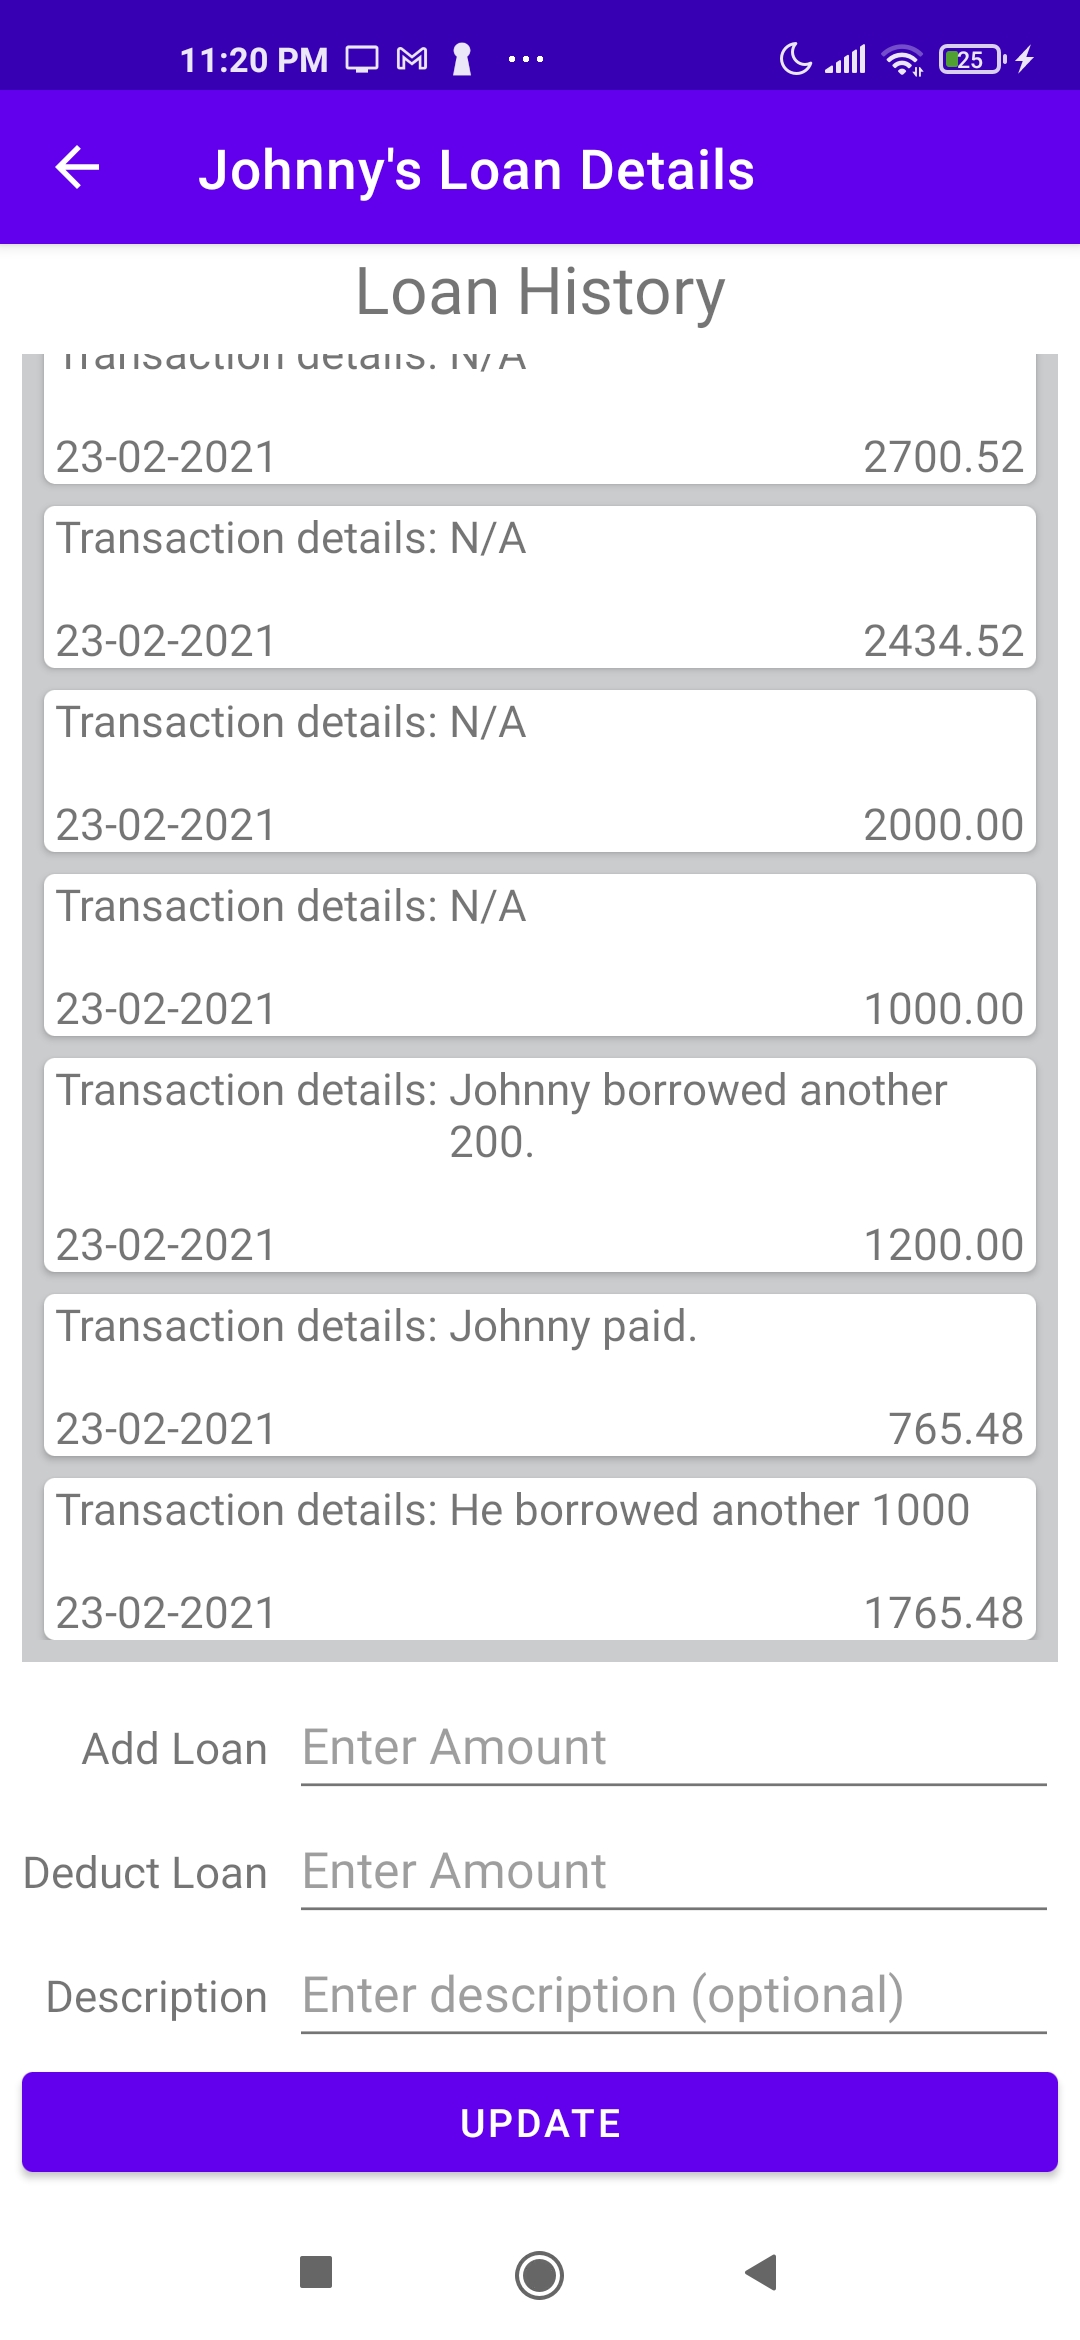 11:20 PM ... 25
Johnny's Loan Details
Loan History
Transaction details: N/A
23-02-2021 2700.52
Transaction details: N/A
23-02-2021 2434.52
Transaction details: N/A
23-02-2021 2000.00
Transaction details: N/A
23-02-2021 1000.00
Transaction details: Johnny borrowed another
200.
23-02-2021 1200.00
Transaction details: Johnny paid.
23-02-2021 765.48
Transaction details: He borrowed another 1000
23-02-2021 1765.48
Add Loan Enter Amount
Deduct Loan Enter Amount
Description Enter description (optional)
UPDATE